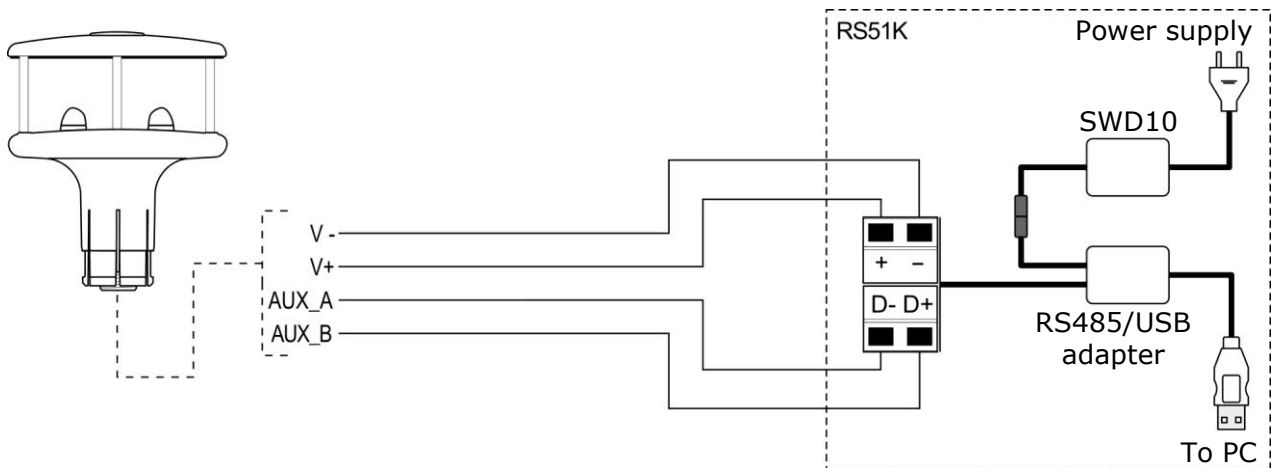 RS51K
Power supply
SWD10
V -
V+
AUX_A
AUX_B
+ −
D- D+
RS485/USB
adapter
To PC